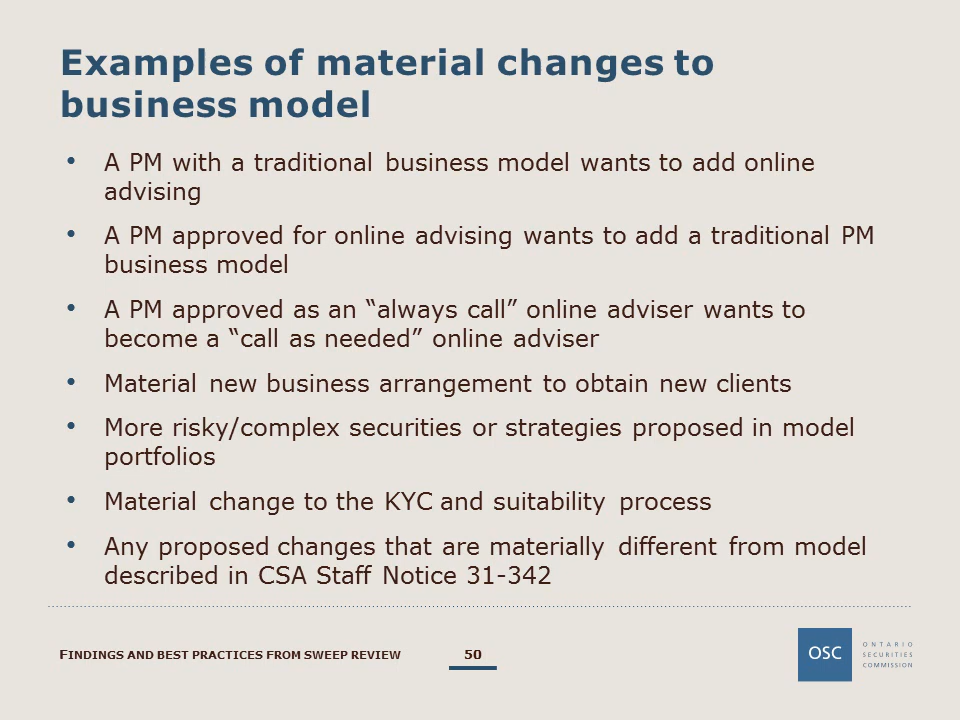 Examples of material changes to
business model
• A PM with a traditional business model wants to add online
advising
• A PM approved for online advising wants to add a traditional PM
business model
• A PM approved as an “always call” online adviser wants to
become a “call as needed” online adviser
• Material new business arrangement to obtain new clients
• More risky/complex securities or strategies proposed in model
portfolios
• Material change to the KYC and suitability process
• Any proposed changes that are materially different from model
described in CSA Staff Notice 31-342
FINDINGS AND BEST PRACTICES FROM SWEEP REVIEW 50
OSC
ONTARIO
SECURITIES
COMMISSION